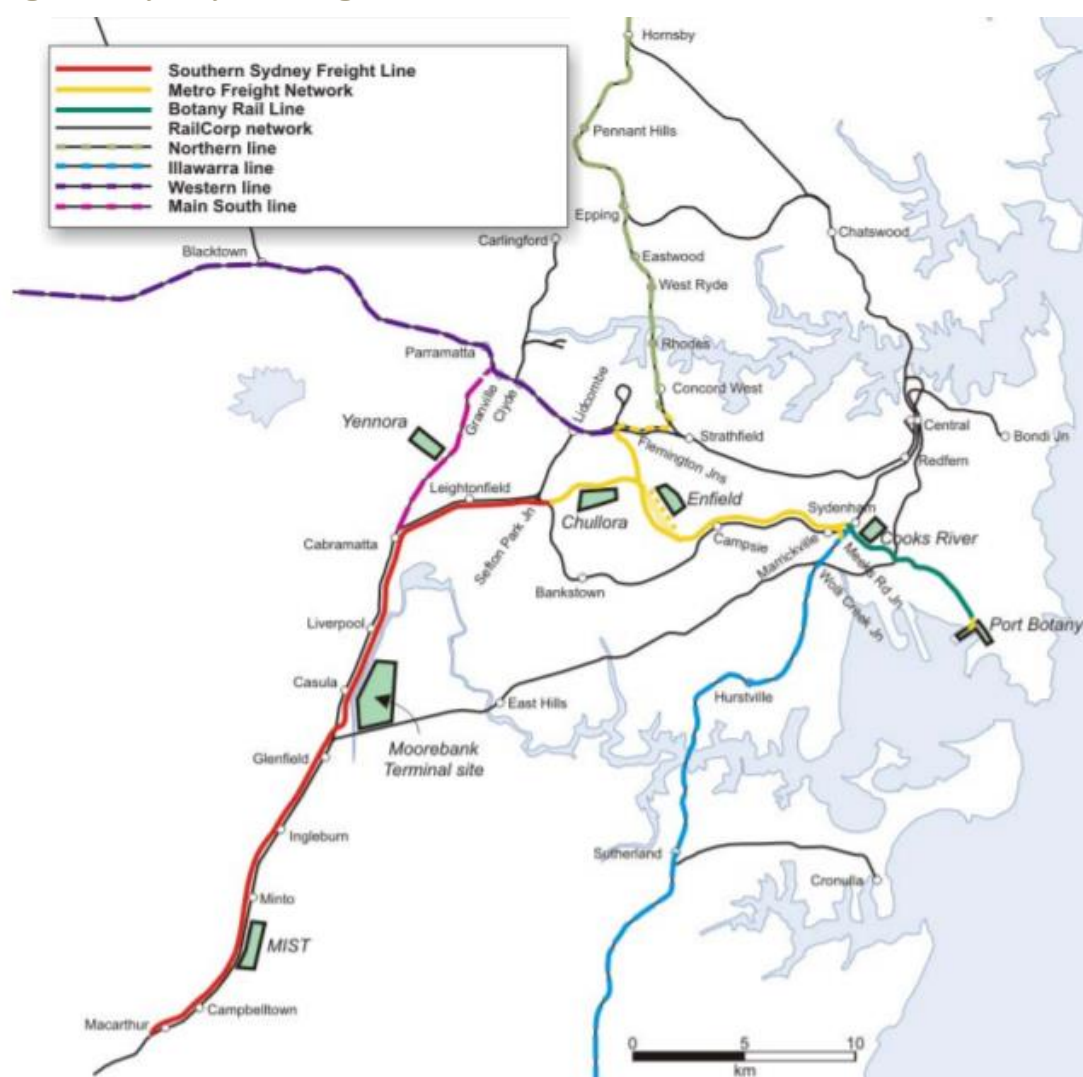 Hornsby
Southern Sydney Freight Line
Metro Freight Network
Botany Rail Line
RailCorp network
Northern line
Illawarra line
Western line
Main South line
Pennant Hills
Epping
Carlingford
Chatswood
Blacktown
Eastwood
West Ryde
Parramatta
Rhodes
Lidcombe
Concord West
Granville
Clyde
Yennora
Strathfield
Central
Bondi Jn
Flemington Jns
Redfern
Leightonfield
Enfield
Chullora
Sydenham
Cabramatta
Sefton Park Jn
Campsie
Marrickville
Cooks River
Meeks Rd Jn
Wolli Creek Jn
Bankstown
Liverpool
Port Botany
Casula
East Hills
Hurstville
Moorebank
Terminal site
Glenfield
Ingleburn
Sutherland
Cronulla
Minto
MIST
Campbelltown
Macarthur
0 5 10
km